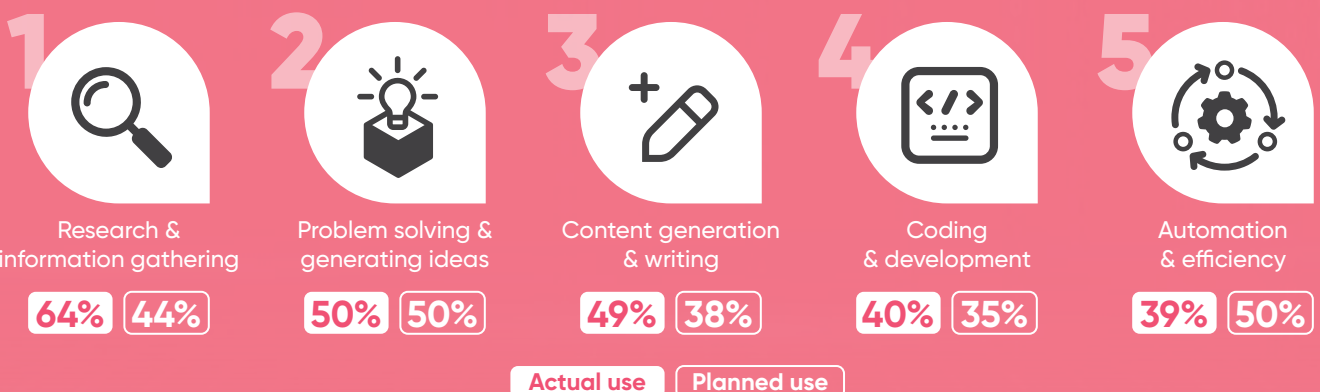 1
2
3
4
5
Research &
information gathering
Problem solving &
generating ideas
Content generation
& writing
Coding
& development
Automation
& efficiency
64% 44%
50% 50%
49% 38%
40% 35%
39% 50%
Actual use Planned use